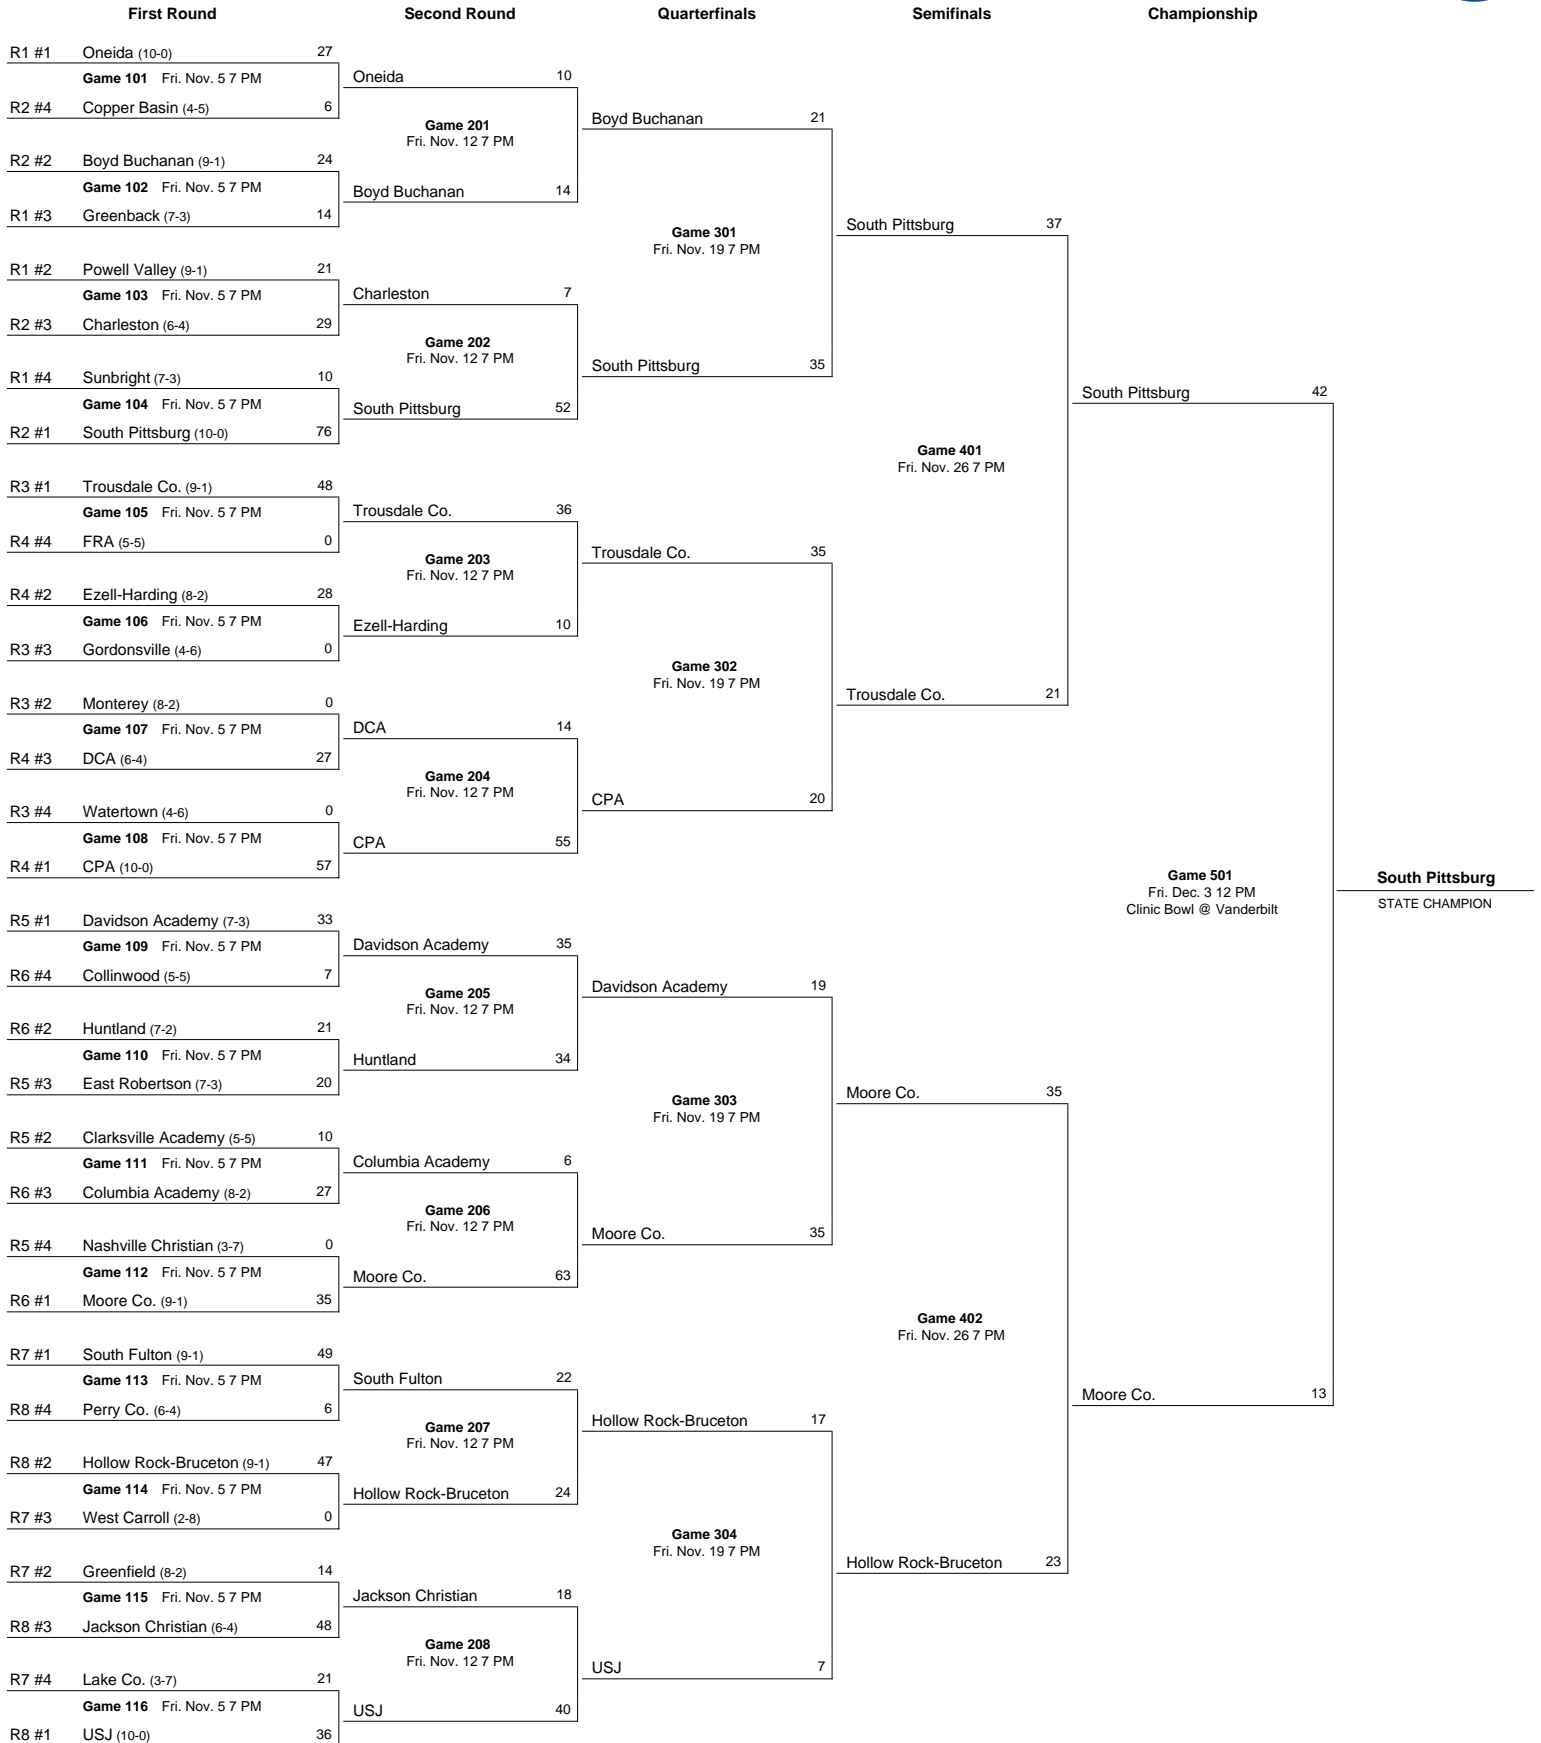 First Round Second Round Quarterfinals Semifinals Championship
R1 #1 Oneida (10-0) 27
Game 101 Fri. Nov. 5 7 PM
R2 #4 Copper Basin (4-5) 6
R2 #2 Boyd Buchanan (9-1) 24
Game 102 Fri. Nov. 5 7 PM
R1 #3 Greenback (7-3) 14
R1 #2 Powell Valley (9-1) 21
Game 103 Fri. Nov. 5 7 PM
R2 #3 Charleston (6-4) 29
R1 #4 Sunbright (7-3) 10
Game 104 Fri. Nov. 5 7 PM
R2 #1 South Pittsburg (10-0) 76
R3 #1 Trousdale Co. (9-1) 48
Game 105 Fri. Nov. 5 7 PM
R4 #4 FRA (5-5) 0
R4 #2 Ezell-Harding (8-2) 28
Game 106 Fri. Nov. 5 7 PM
R3 #3 Gordonsville (4-6) 0
R3 #2 Monterey (8-2) 0
Game 107 Fri. Nov. 5 7 PM
R4 #3 DCA (6-4) 27
R3 #4 Watertown (4-6) 0
Game 108 Fri. Nov. 5 7 PM
R4 #1 CPA (10-0) 57
R5 #1 Davidson Academy (7-3) 33
Game 109 Fri. Nov. 5 7 PM
R6 #4 Collinwood (5-5) 7
R6 #2 Huntland (7-2) 21
Game 110 Fri. Nov. 5 7 PM
R5 #3 East Robertson (7-3) 20
R5 #2 Clarksville Academy (5-5) 10
Game 111 Fri. Nov. 5 7 PM
R6 #3 Columbia Academy (8-2) 27
R5 #4 Nashville Christian (3-7) 0
Game 112 Fri. Nov. 5 7 PM
R6 #1 Moore Co. (9-1) 35
R7 #1 South Fulton (9-1) 49
Game 113 Fri. Nov. 5 7 PM
R8 #4 Perry Co. (6-4) 6
R8 #2 Hollow Rock-Bruceton (9-1) 47
Game 114 Fri. Nov. 5 7 PM
R7 #3 West Carroll (2-8) 0
R7 #2 Greenfield (8-2) 14
Game 115 Fri. Nov. 5 7 PM
R8 #3 Jackson Christian (6-4) 48
R7 #4 Lake Co. (3-7) 21
Game 116 Fri. Nov. 5 7 PM
R8 #1 USJ (10-0) 36
Oneida 10
Game 201
Fri. Nov. 12 7 PM
Boyd Buchanan 14
Charleston 7
Game 202
Fri. Nov. 12 7 PM
South Pittsburg 52
Trousdale Co. 36
Game 203
Fri. Nov. 12 7 PM
Ezell-Harding 10
DCA 14
Game 204
Fri. Nov. 12 7 PM
CPA 55
Davidson Academy 35
Game 205
Fri. Nov. 12 7 PM
Huntland 34
Columbia Academy 6
Game 206
Fri. Nov. 12 7 PM
Moore Co. 63
South Fulton 22
Game 207
Fri. Nov. 12 7 PM
Hollow Rock-Bruceton 24
Jackson Christian 18
Game 208
Fri. Nov. 12 7 PM
USJ 40
Boyd Buchanan 21
Game 301
Fri. Nov. 19 7 PM
South Pittsburg 35
Trousdale Co. 35
Game 302
Fri. Nov. 19 7 PM
CPA 20
Davidson Academy 19
Game 303
Fri. Nov. 19 7 PM
Moore Co. 35
Hollow Rock-Bruceton 17
Game 304
Fri. Nov. 19 7 PM
USJ 7
South Pittsburg 37
Game 401
Fri. Nov. 26 7 PM
Trousdale Co. 21
Moore Co. 35
Game 402
Fri. Nov. 26 7 PM
Hollow Rock-Bruceton 23
South Pittsburg 42
Game 501
Fri. Dec. 3 12 PM
Clinic Bowl @ Vanderbilt
Moore Co. 13
South Pittsburg
STATE CHAMPION